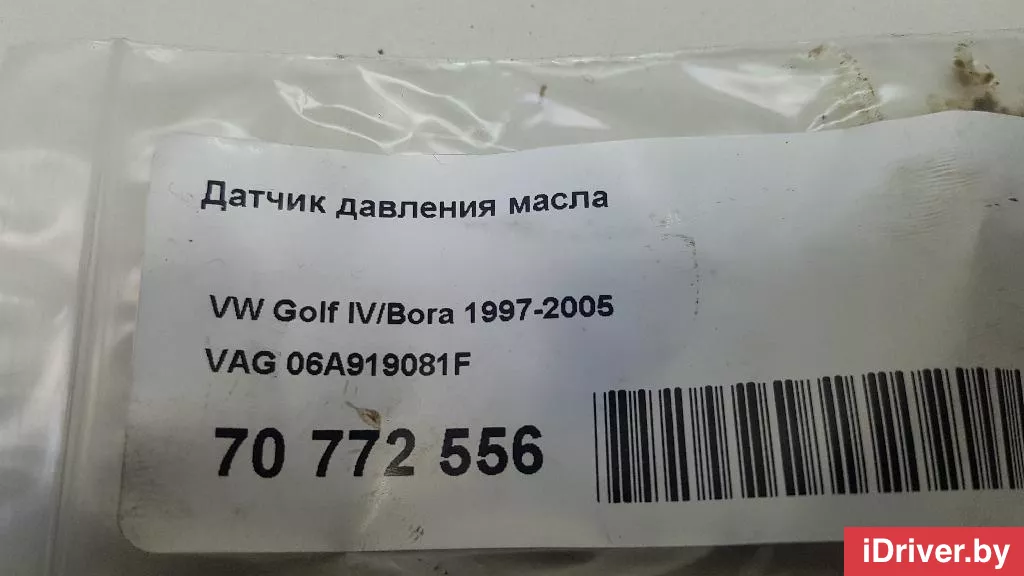 Датчик давления масла
VW Golf IV/Bora 1997-2005
VAG 06A919081F
70 772 556
iDriver.by